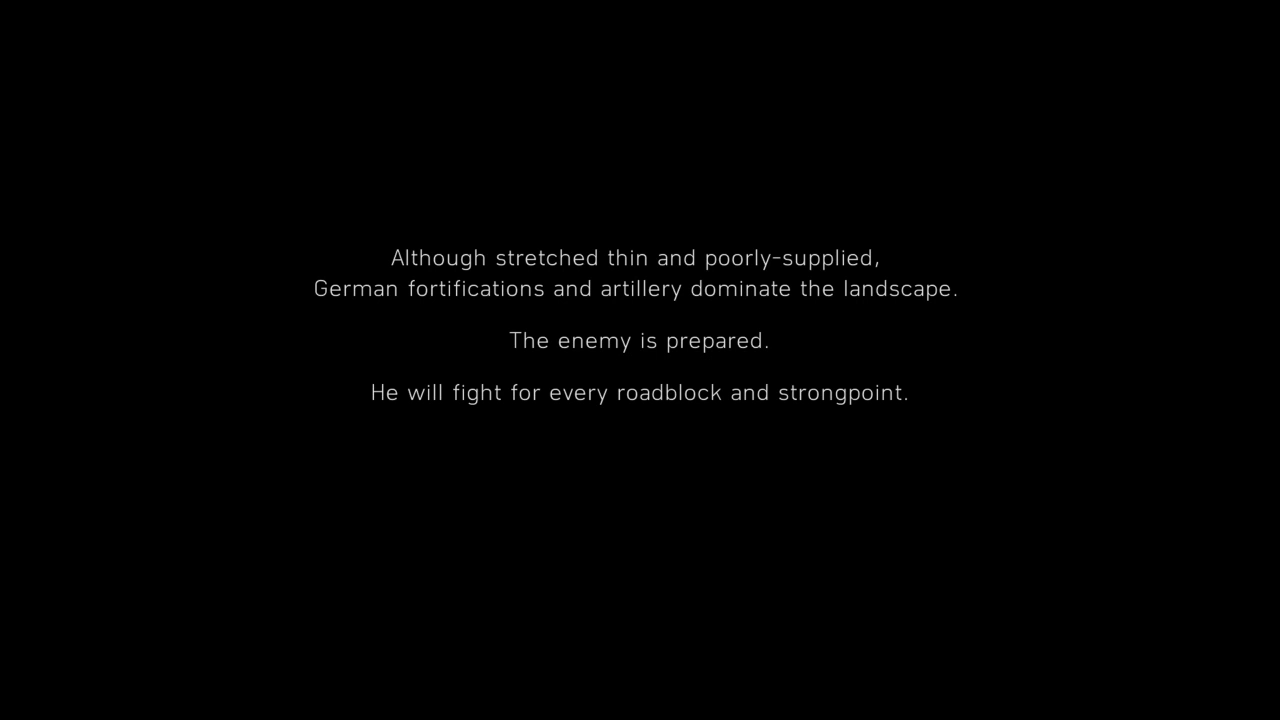 Although stretched thin and poorly-supplied,
German fortifications and artillery dominate the landscape.
The enemy is prepared.
He will fight for every roadblock and strongpoint.